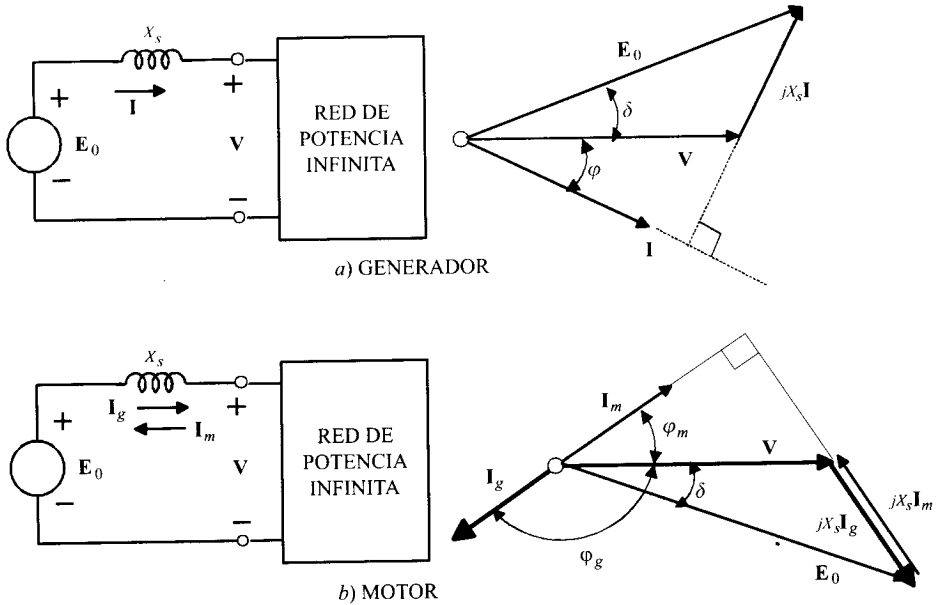 X_s
+
I
E_0
V
−
+
−
RED DE
POTENCIA
INFINITA
E_0
δ
jX_sI
V
φ
I
a) GENERADOR
X_s
I_g
I_m
+
E_0
V
−
+
−
RED DE
POTENCIA
INFINITA
I_m
φ_m
V
I_g
δ
jX_sI_m
jX_sI_g
φ_g
E_0
b) MOTOR